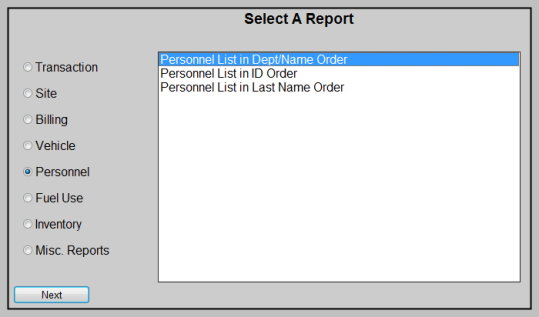 Select A Report
Transaction
Site
Billing
Vehicle
Personnel
Fuel Use
Inventory
Misc. Reports
Personnel List in Dept/Name Order
Personnel List in ID Order
Personnel List in Last Name Order
Next